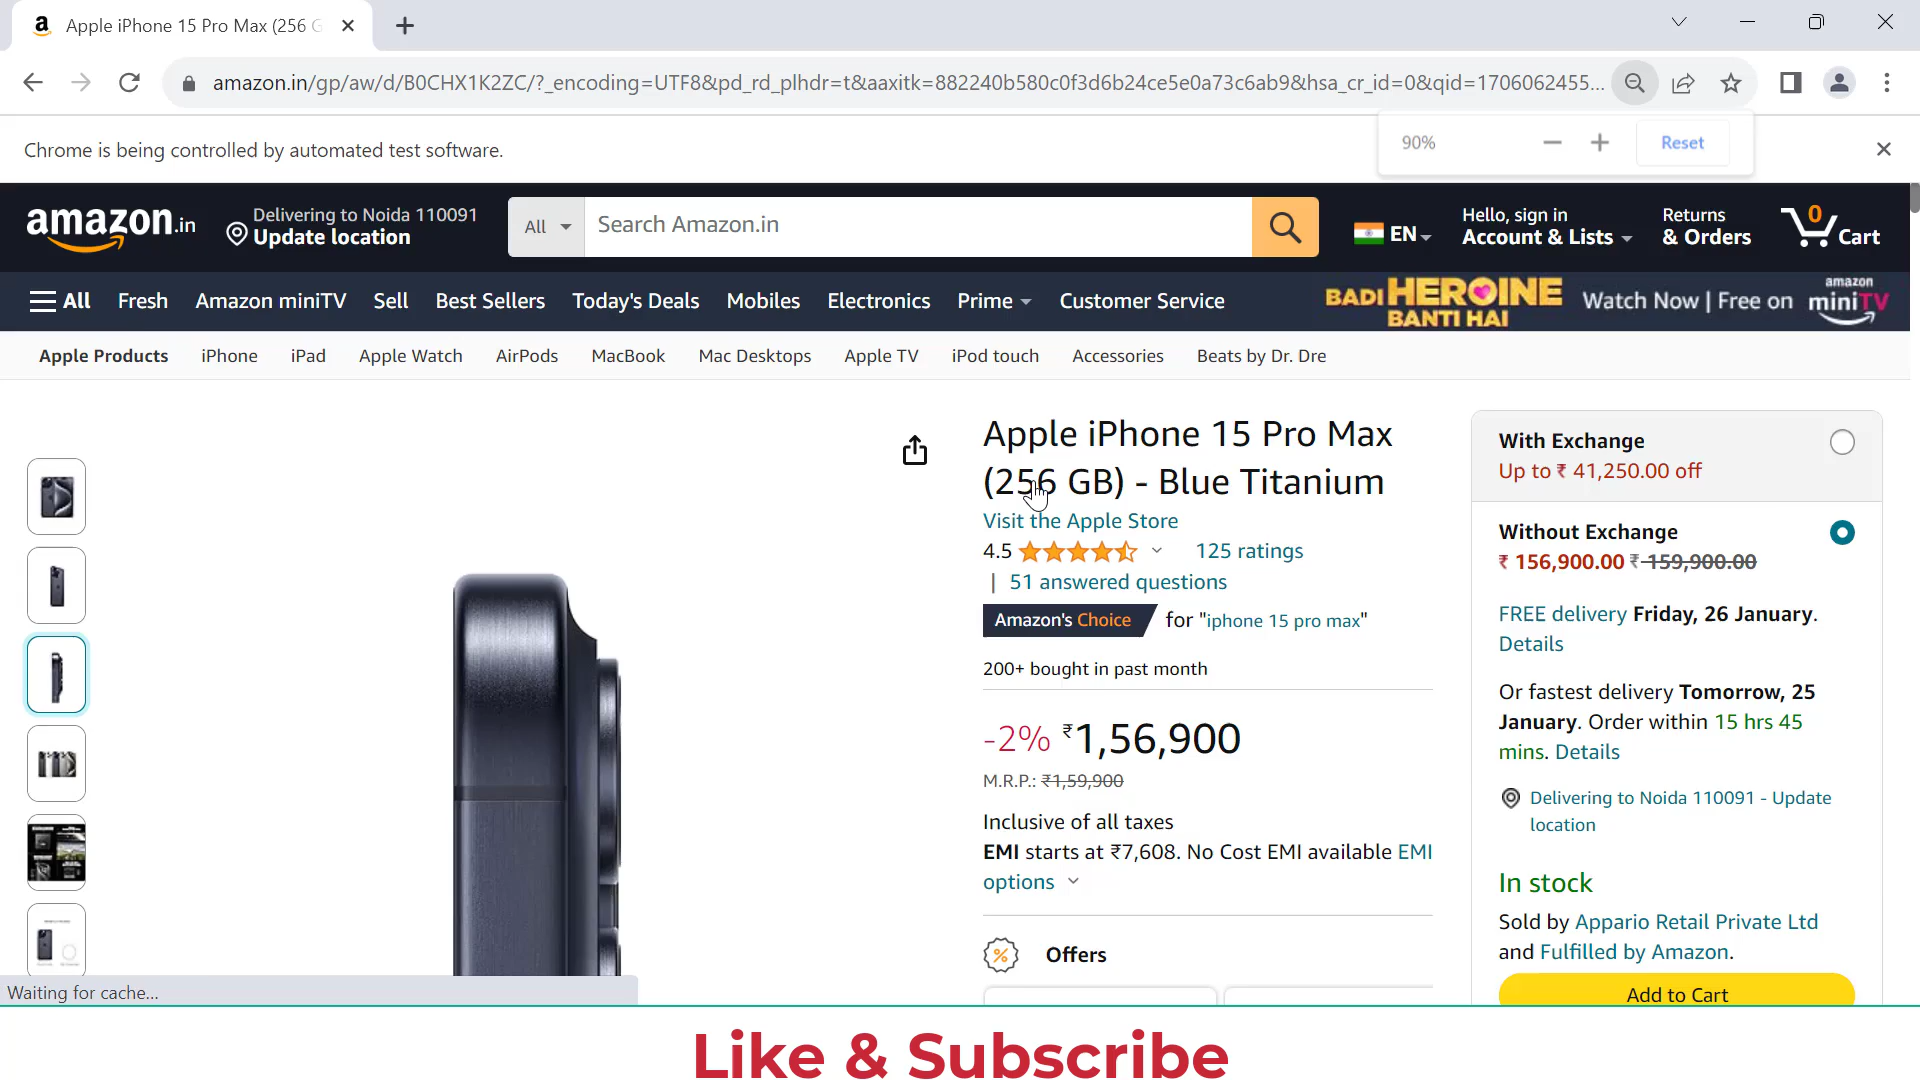 Apple iPhone 15 Pro Max (256 G
amazon.in/gp/aw/d/B0CHX1K2ZC/?_encoding=UTF8&pd_rd_plhdr=t&aaxitk=882240b580c0f3d6b24ce5e0a73c6ab9&hsa_cr_id=0&qid=1706062455...
Chrome is being controlled by automated test software.
90%
Reset
amazon.in
Delivering to Noida 110091
Update location
All
Search Amazon.in
EN
Hello, sign in
Account & Lists
Returns
& Orders
0
Cart
All Fresh Amazon miniTV Sell Best Sellers Today's Deals Mobiles Electronics Prime Customer Service
BADI HEROINE
BANTI HAI
Watch Now | Free on
amazon
miniTV
Apple Products iPhone iPad Apple Watch AirPods MacBook Mac Desktops Apple TV iPod touch Accessories Beats by Dr. Dre
Apple iPhone 15 Pro Max
(256 GB) - Blue Titanium
Visit the Apple Store
4.5 125 ratings
| 51 answered questions
Amazon's Choice for "iphone 15 pro max"
200+ bought in past month
-2% ₹1,56,900
M.R.P.: ₹1,59,900
Inclusive of all taxes
EMI starts at ₹7,608. No Cost EMI available EMI
options
% Offers
With Exchange
Up to ₹ 41,250.00 off
Without Exchange
₹ 156,900.00 ₹ 159,900.00
FREE delivery Friday, 26 January.
Details
Or fastest delivery Tomorrow, 25
January. Order within 15 hrs 45
mins. Details
Delivering to Noida 110091 - Update
location
In stock
Sold by Appario Retail Private Ltd
and Fulfilled by Amazon.
Add to Cart
Waiting for cache...
Like & Subscribe